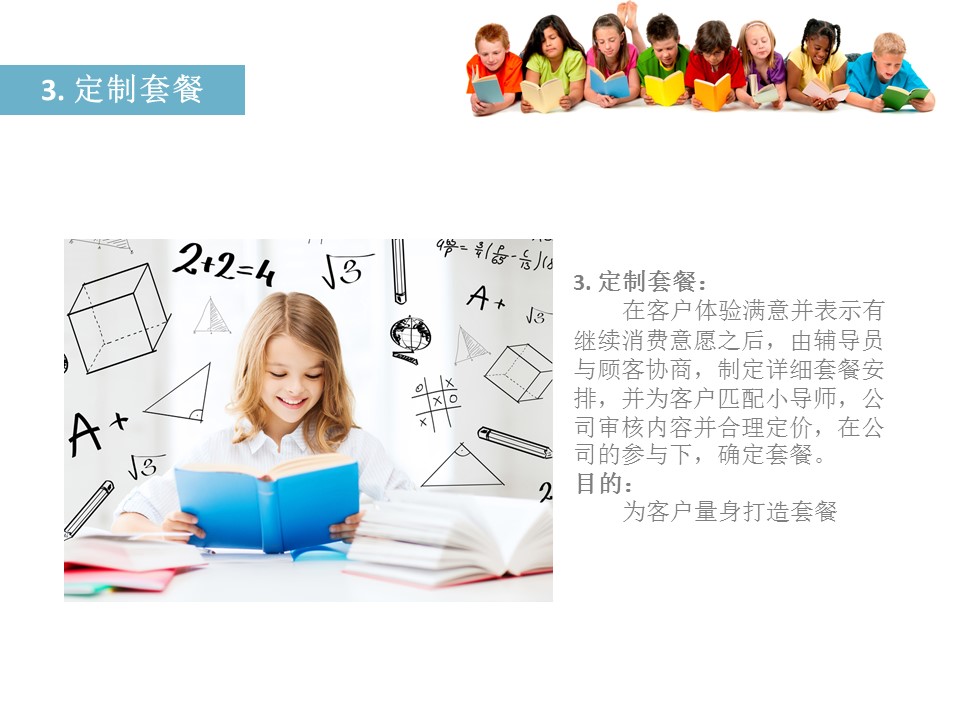 3. 定制套餐
2+2=4
√3
A+
√3
A+
√3
2
3. 定制套餐：
在客户体验满意并表示有
继续消费意愿之后，由辅导员
与顾客协商，制定详细套餐安
排，并为客户匹配小导师，公
司审核内容并合理定价，在公
司的参与下，确定套餐。
目的：
为客户量身打造套餐